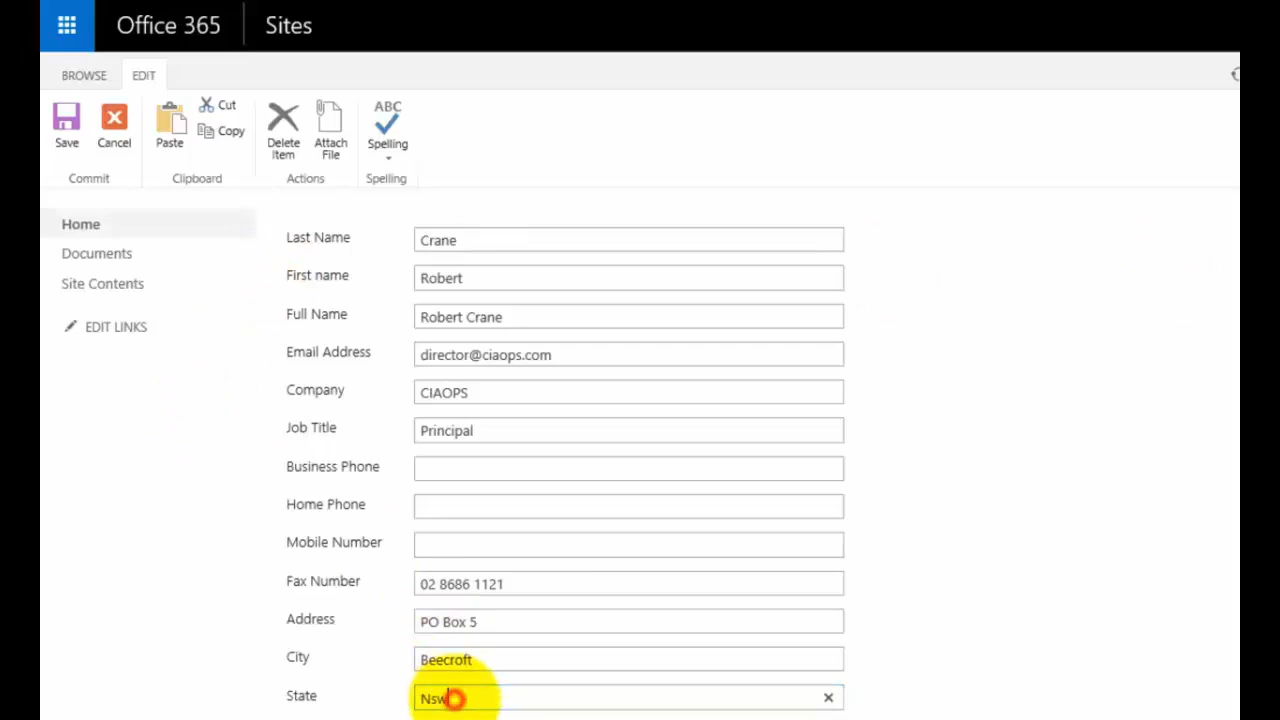 Office 365 Sites
BROWSE EDIT
Save Cancel Paste Cut Copy Delete Item Attach File ABC Spelling
Commit Clipboard Actions Spelling
Home
Documents
Site Contents
EDIT LINKS
Last Name Crane
First name Robert
Full Name Robert Crane
Email Address director@ciaops.com
Company CIAOPS
Job Title Principal
Business Phone
Home Phone
Mobile Number
Fax Number 02 8686 1121
Address PO Box 5
City Beecroft
State Nsw